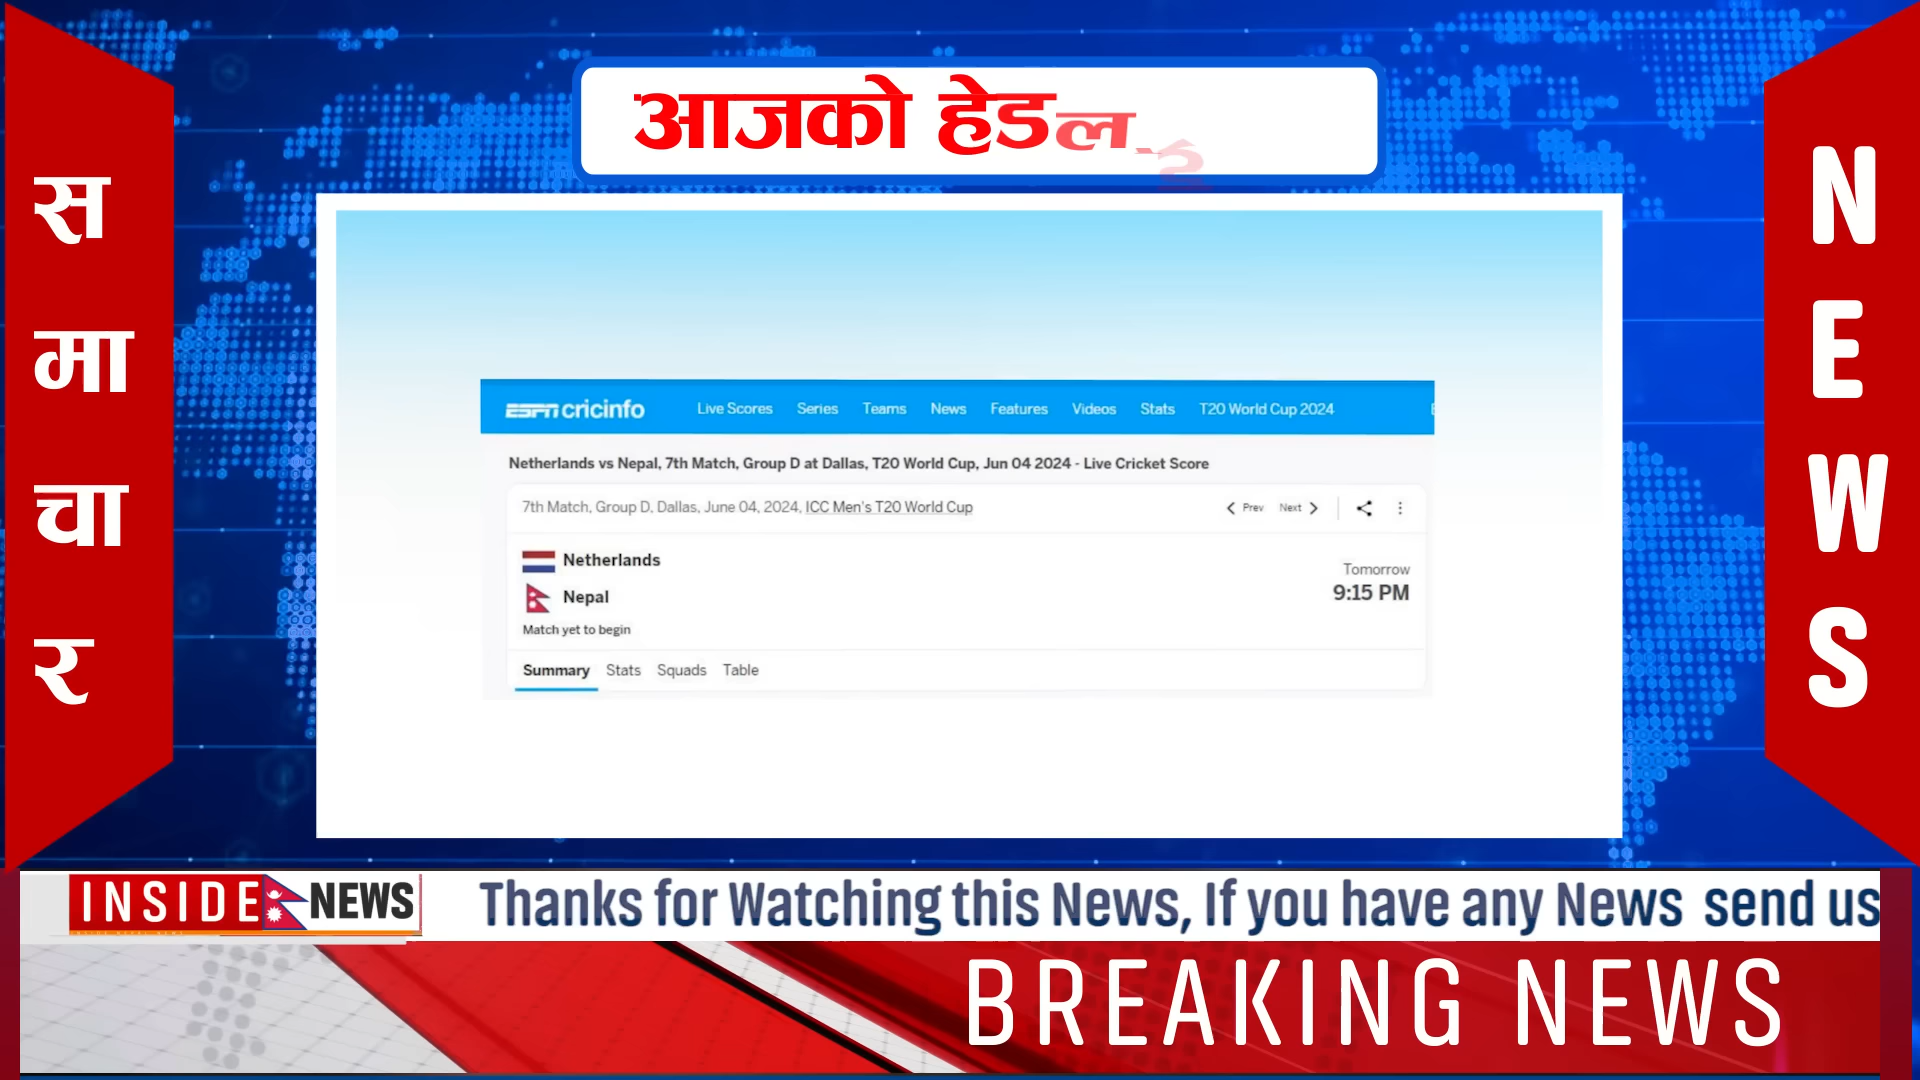 आजको हेडल
स
मा
चा
र
N
E
W
S
ESPN cricinfo Live Scores Series Teams News Features Videos Stats T20 World Cup 2024
Netherlands vs Nepal, 7th Match, Group D at Dallas, T20 World Cup, Jun 04 2024 - Live Cricket Score
7th Match, Group D, Dallas, June 04, 2024, ICC Men's T20 World Cup Prev Next
Netherlands
Tomorrow
9:15 PM
Nepal
Match yet to begin
Summary Stats Squads Table
INSIDE NEWS Thanks for Watching this News, If you have any News send us
BREAKING NEWS